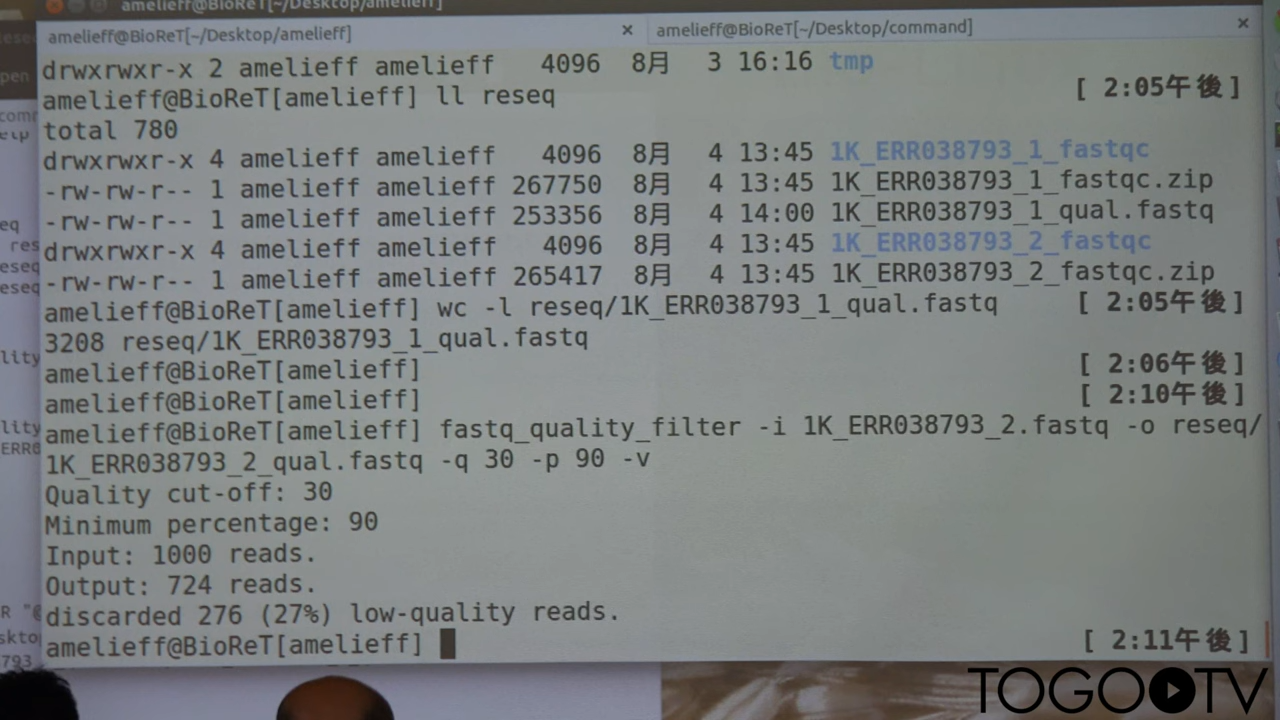 amelieff@BioReT[~/Desktop/amelieff]
amelieff@BioReT[~/Desktop/amelieff] × amelieff@BioReT[~/Desktop/command] ×
drwxrwxr-x 2 amelieff amelieff 4096 8月 3 16:16 tmp
amelieff@BioReT[amelieff] ll reseq [ 2:05午後]
total 780
drwxrwxr-x 4 amelieff amelieff 4096 8月 4 13:45 1K_ERR038793_1_fastqc
-rw-rw-r-- 1 amelieff amelieff 267750 8月 4 13:45 1K_ERR038793_1_fastqc.zip
-rw-rw-r-- 1 amelieff amelieff 253356 8月 4 14:00 1K_ERR038793_1_qual.fastq
drwxrwxr-x 4 amelieff amelieff 4096 8月 4 13:45 1K_ERR038793_2_fastqc
-rw-rw-r-- 1 amelieff amelieff 265417 8月 4 13:45 1K_ERR038793_2_fastqc.zip
amelieff@BioReT[amelieff] wc -l reseq/1K_ERR038793_1_qual.fastq [ 2:05午後]
3208 reseq/1K_ERR038793_1_qual.fastq
amelieff@BioReT[amelieff] [ 2:06午後]
amelieff@BioReT[amelieff] [ 2:10午後]
amelieff@BioReT[amelieff] fastq_quality_filter -i 1K_ERR038793_2.fastq -o reseq/
1K_ERR038793_2_qual.fastq -q 30 -p 90 -v
Quality cut-off: 30
Minimum percentage: 90
Input: 1000 reads.
Output: 724 reads.
discarded 276 (27%) low-quality reads.
amelieff@BioReT[amelieff] [ 2:11午後]
TOGOTV